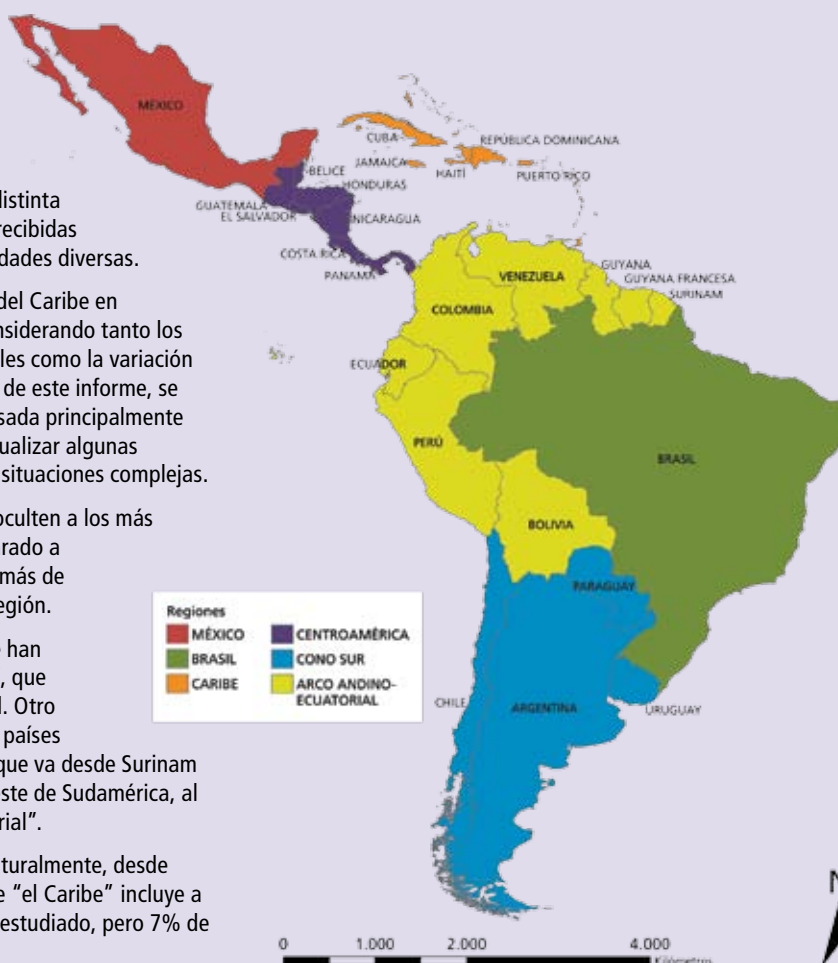 MÉXICO
CUBA
REPÚBLICA DOMINICANA
JAMAICA
HAITÍ
PUERTO RICO
BELICE
HONDURAS
GUATEMALA
EL SALVADOR
NICARAGUA
COSTA RICA
PANAMÁ
VENEZUELA
GUYANA
GUYANA FRANCESA
SURINAM
COLOMBIA
ECUADOR
PERÚ
BRASIL
BOLIVIA
PARAGUAY
CHILE
ARGENTINA
URUGUAY
distinta
recibidas
dades diversas.
del Caribe en
nsiderando tanto los
les como la variación
de este informe, se
sada principalmente
ualizar algunas
situaciones complejas.
oculten a los más
rado a
más de
egión.
e han
, que
l. Otro
países
que va desde Surinam
este de Sudamérica, al
rial".
turalmente, desde
e "el Caribe" incluye a
estudiado, pero 7% de
Regiones
MÉXICO
BRASIL
CARIBE
CENTROAMÉRICA
CONO SUR
ARCO ANDINO-
ECUATORIAL
N
0 1.000 2.000 4.000
Kilómetros